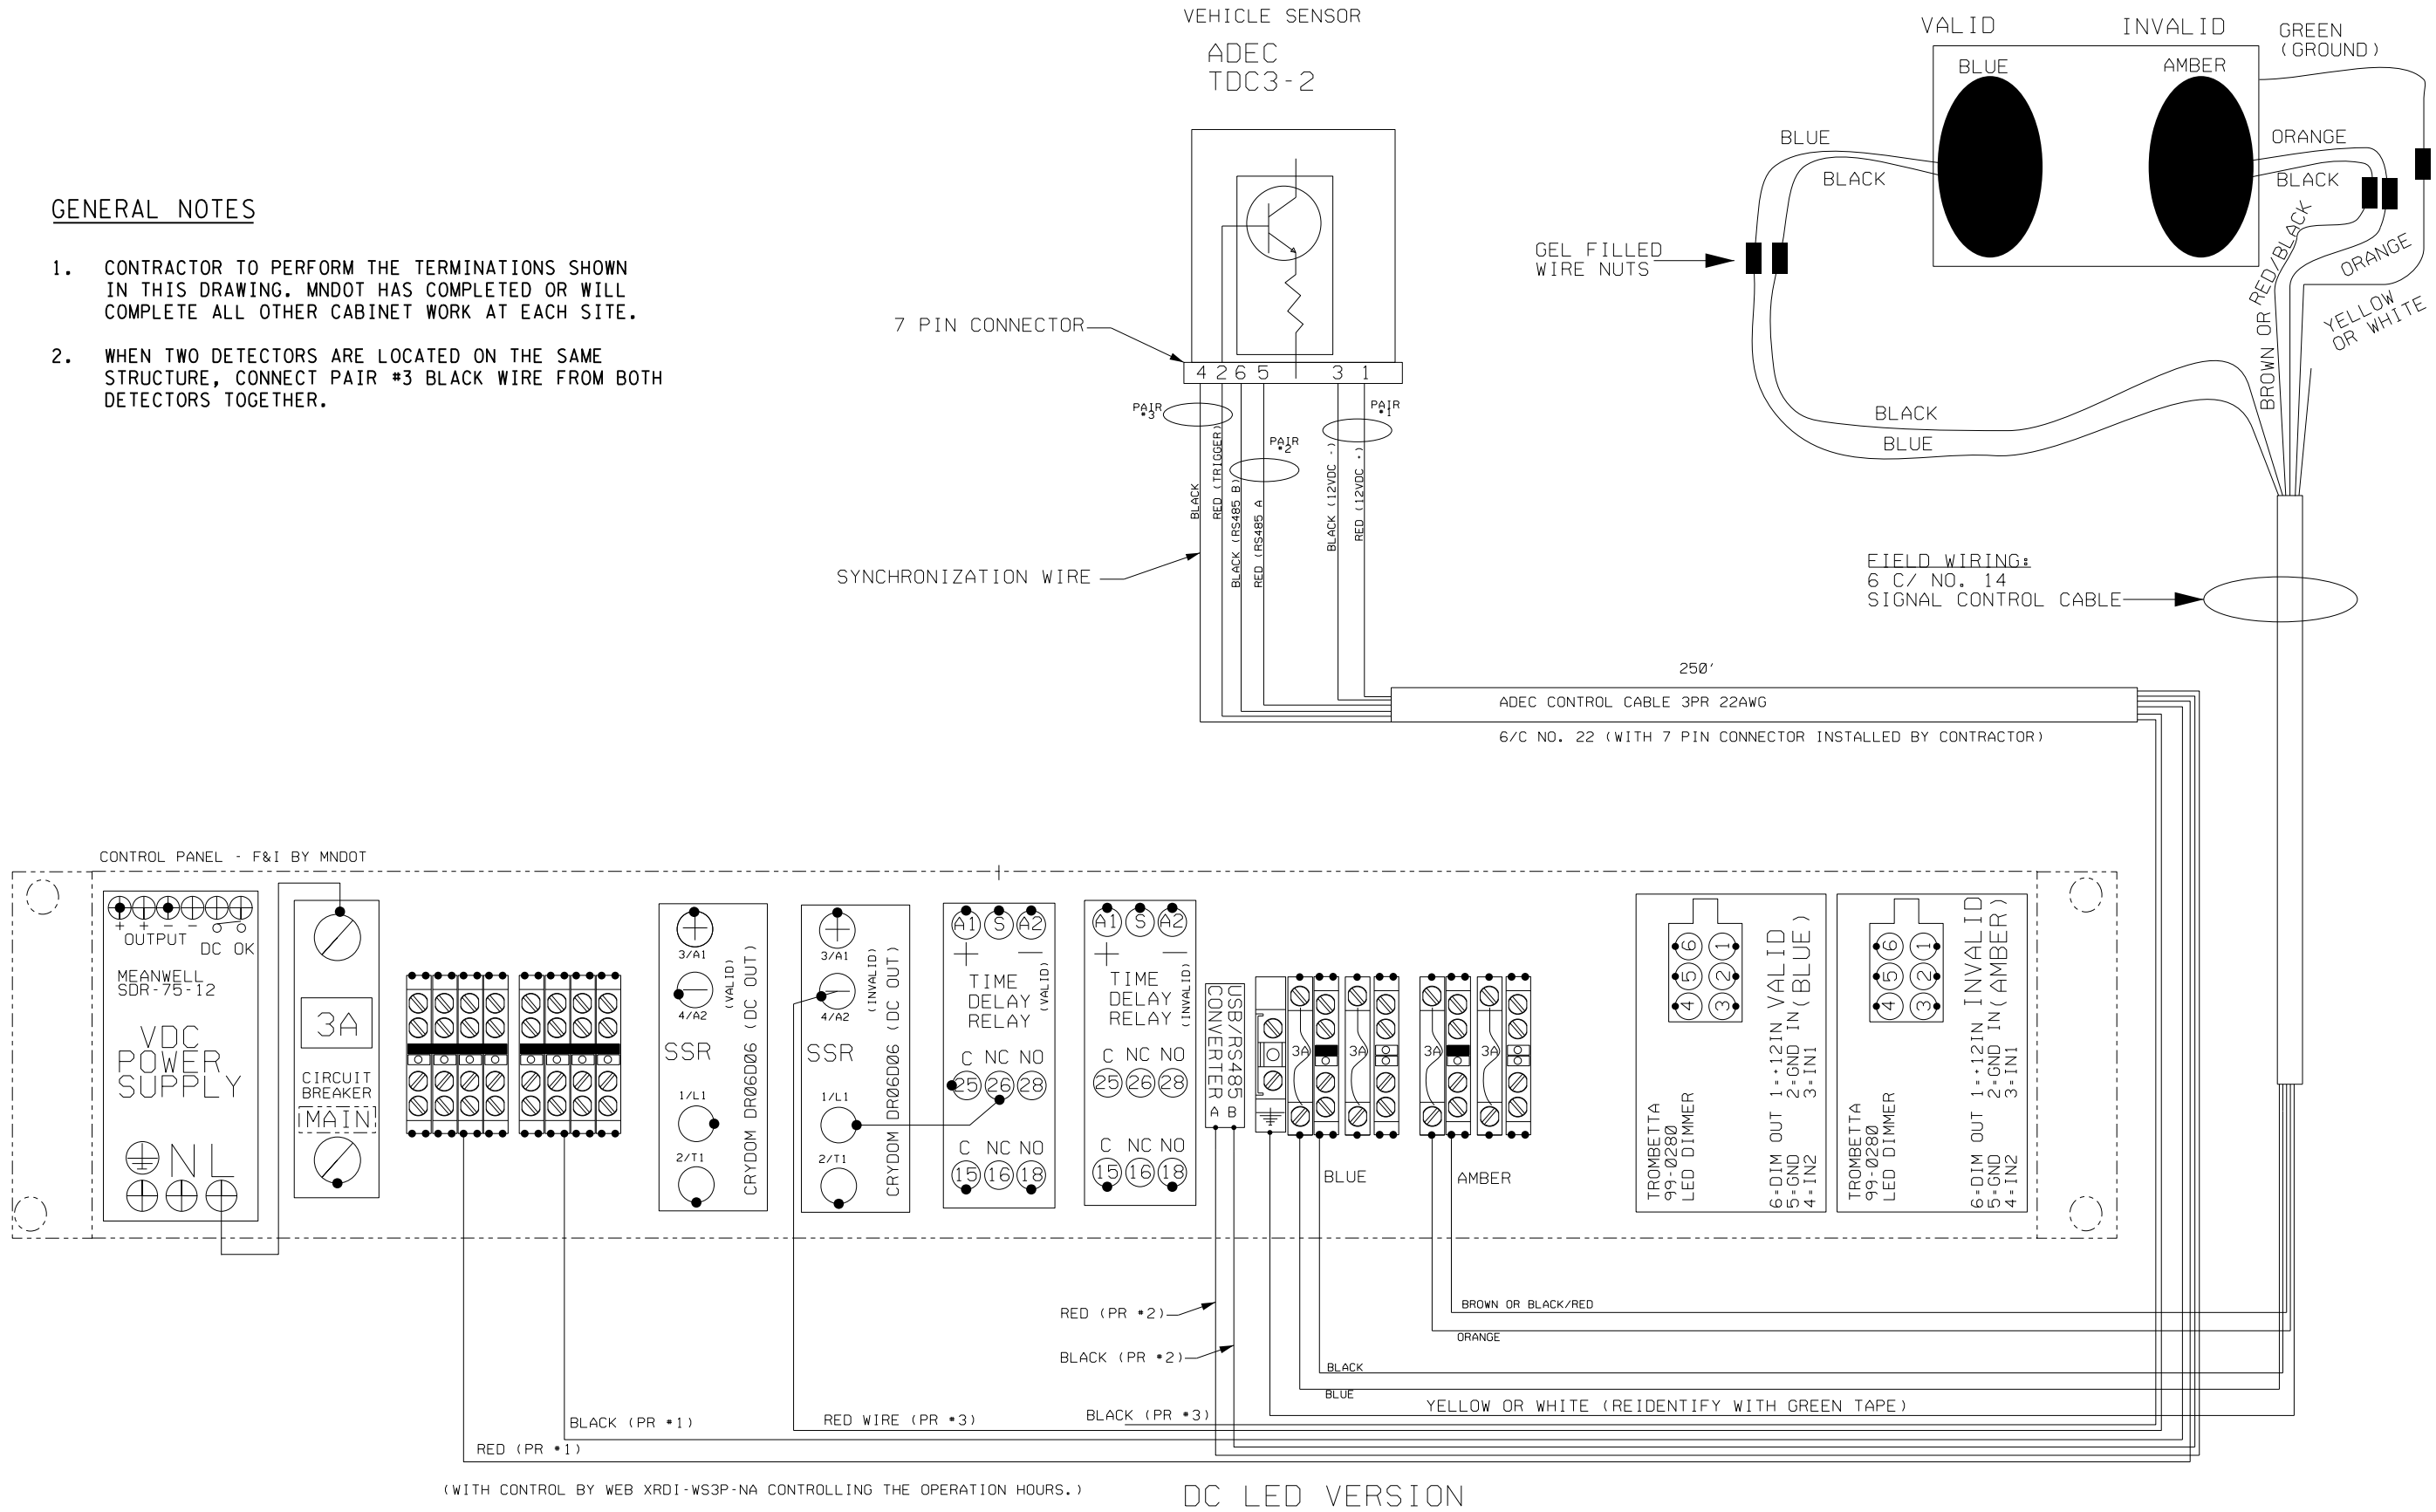 VEHICLE SENSOR
ADEC
TDC3-2
VALID
INVALID
GREEN
(GROUND)
BLUE
AMBER
BLUE
BLACK
ORANGE
BLACK
GENERAL NOTES
1. CONTRACTOR TO PERFORM THE TERMINATIONS SHOWN
IN THIS DRAWING. MNDOT HAS COMPLETED OR WILL
COMPLETE ALL OTHER CABINET WORK AT EACH SITE.
2. WHEN TWO DETECTORS ARE LOCATED ON THE SAME
STRUCTURE, CONNECT PAIR #3 BLACK WIRE FROM BOTH
DETECTORS TOGETHER.
GEL FILLED
WIRE NUTS
BROWN OR RED/BLACK
ORANGE
YELLOW
OR WHITE
7 PIN CONNECTOR
4 2 6 5 3 1
PAIR
#3
PAIR
#2
PAIR
#1
BLACK
RED (TRIGGER)
BLACK (RS485 B)
RED (RS485 A
BLACK (12VDC -)
RED (12VDC +)
BLACK
BLUE
SYNCHRONIZATION WIRE
FIELD WIRING:
6 C/ NO. 14
SIGNAL CONTROL CABLE
250'
ADEC CONTROL CABLE 3PR 22AWG
6/C NO. 22 (WITH 7 PIN CONNECTOR INSTALLED BY CONTRACTOR)
CONTROL PANEL - F&I BY MNDOT
+ + - -
OUTPUT
DC OK
MEANWELL
SDR-75-12
VDC
POWER
SUPPLY
N L
3A
CIRCUIT
BREAKER
MAIN
3/A1
4/A2
SSR
1/L1
2/T1
(VALID)
CRYDOM DR06D06 (DC OUT)
3/A1
4/A2
SSR
1/L1
2/T1
(INVALID)
CRYDOM DR06D06 (DC OUT)
A1 S A2
+ -
TIME
DELAY
RELAY
(VALID)
C NC NO
25 26 28
C NC NO
15 16 18
A1 S A2
+ -
TIME
DELAY
RELAY
(INVALID)
C NC NO
25 26 28
C NC NO
15 16 18
USB/RS485
CONVERTER
A B
3A
3A
BLUE
3A
3A
AMBER
6 1
5 2
4 3
TROMBETTA
99-0280
LED DIMMER
VALID
(BLUE)
6=DIM OUT 1=+12IN
5=GND 2=GND IN
4=IN2 3=IN1
6 1
5 2
4 3
TROMBETTA
99-0280
LED DIMMER
INVALID
(AMBER)
6=DIM OUT 1=+12IN
5=GND 2=GND IN
4=IN2 3=IN1
RED (PR #2)
BLACK (PR #2)
BROWN OR BLACK/RED
ORANGE
BLACK
BLUE
YELLOW OR WHITE (REIDENTIFY WITH GREEN TAPE)
BLACK (PR #3)
RED WIRE (PR #3)
BLACK (PR #1)
RED (PR #1)
(WITH CONTROL BY WEB XRDI-WS3P-NA CONTROLLING THE OPERATION HOURS.)
DC LED VERSION